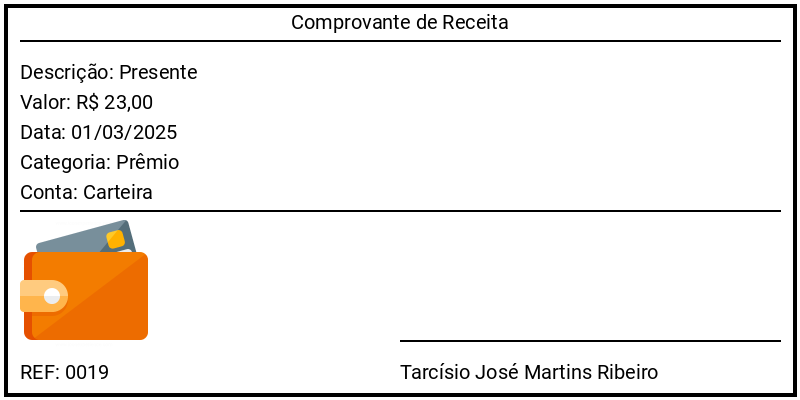 Comprovante de Receita
Descrição: Presente
Valor: R$ 23,00
Data: 01/03/2025
Categoria: Prêmio
Conta: Carteira
REF: 0019
Tarcísio José Martins Ribeiro